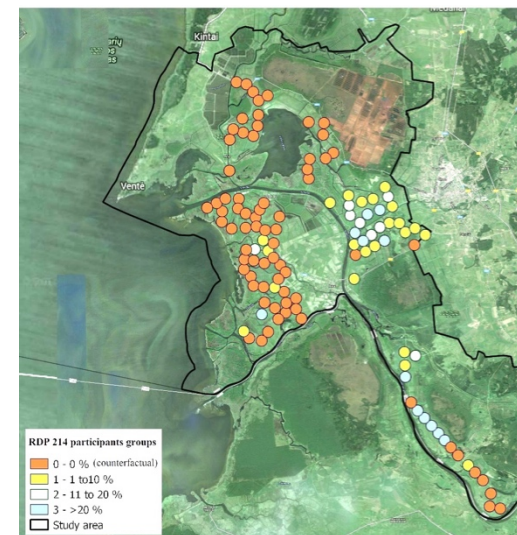 Kintai
Ventė
RDP 214 participants groups
0 - 0 % (counterfactual)
1 - 1 to10 %
2 - 11 to 20 %
3 - >20 %
Study area